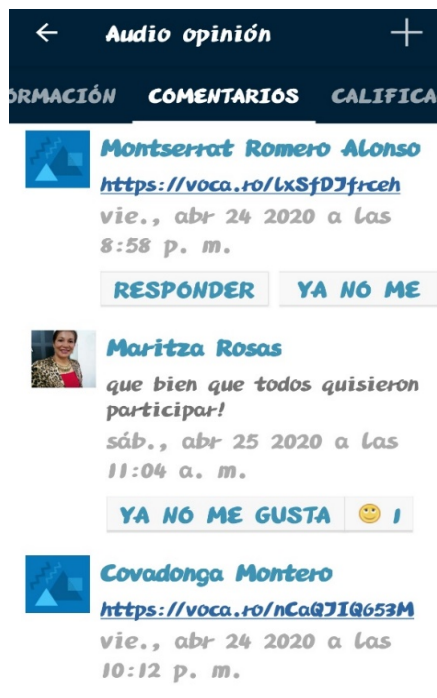 Audio opinión
ORMACIÓN COMENTARIOS CALIFICA
Montserrat Romero Alonso
https://voca.ro/lxSfDJfrceh
vie., abr 24 2020 a las
8:58 p. m.
RESPONDER YA NO ME
Maritza Rosas
que bien que todos quisieron
participar!
sáb., abr 25 2020 a las
11:04 a. m.
YA NO ME GUSTA 1
Covadonga Montero
https://voca.ro/nCaQJIQ653M
vie., abr 24 2020 a las
10:12 p. m.